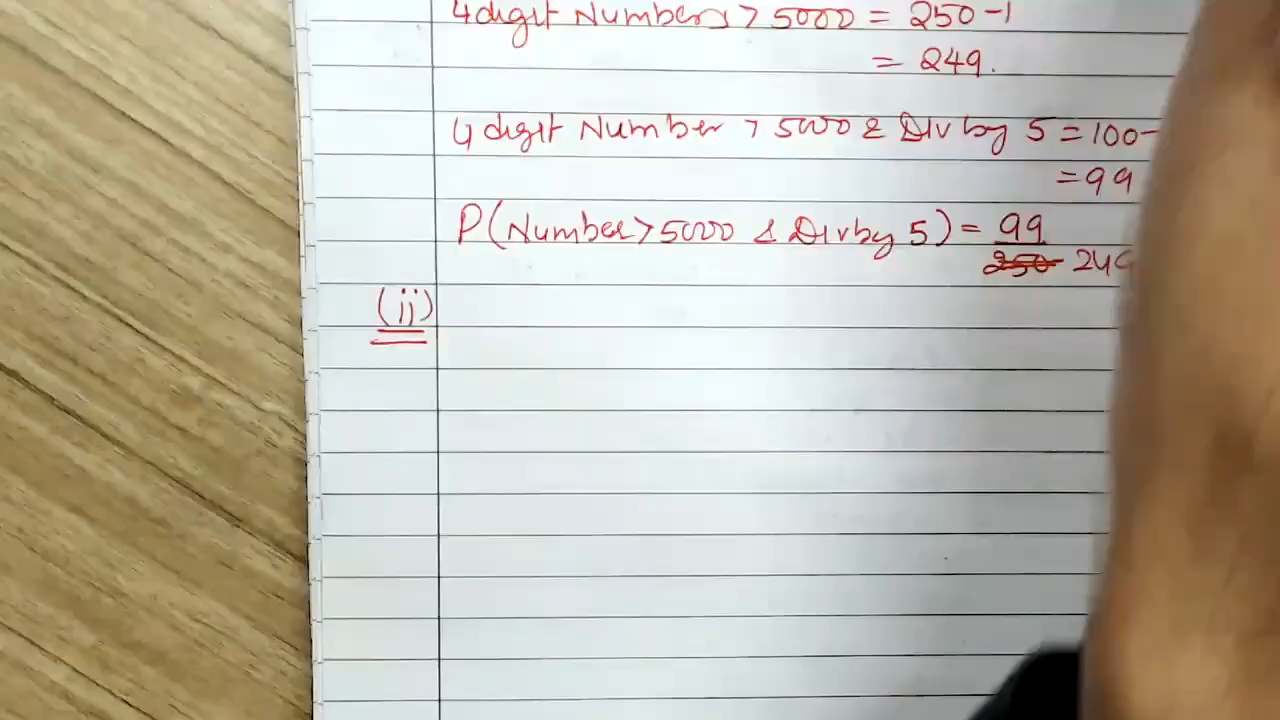 4 digit Numbers > 5000 = 250-1
= 249.
4 digit Number > 5000 & Div by 5 = 100-
= 99
P(Number > 5000 & Div by 5) = 99
250 249
(ii)